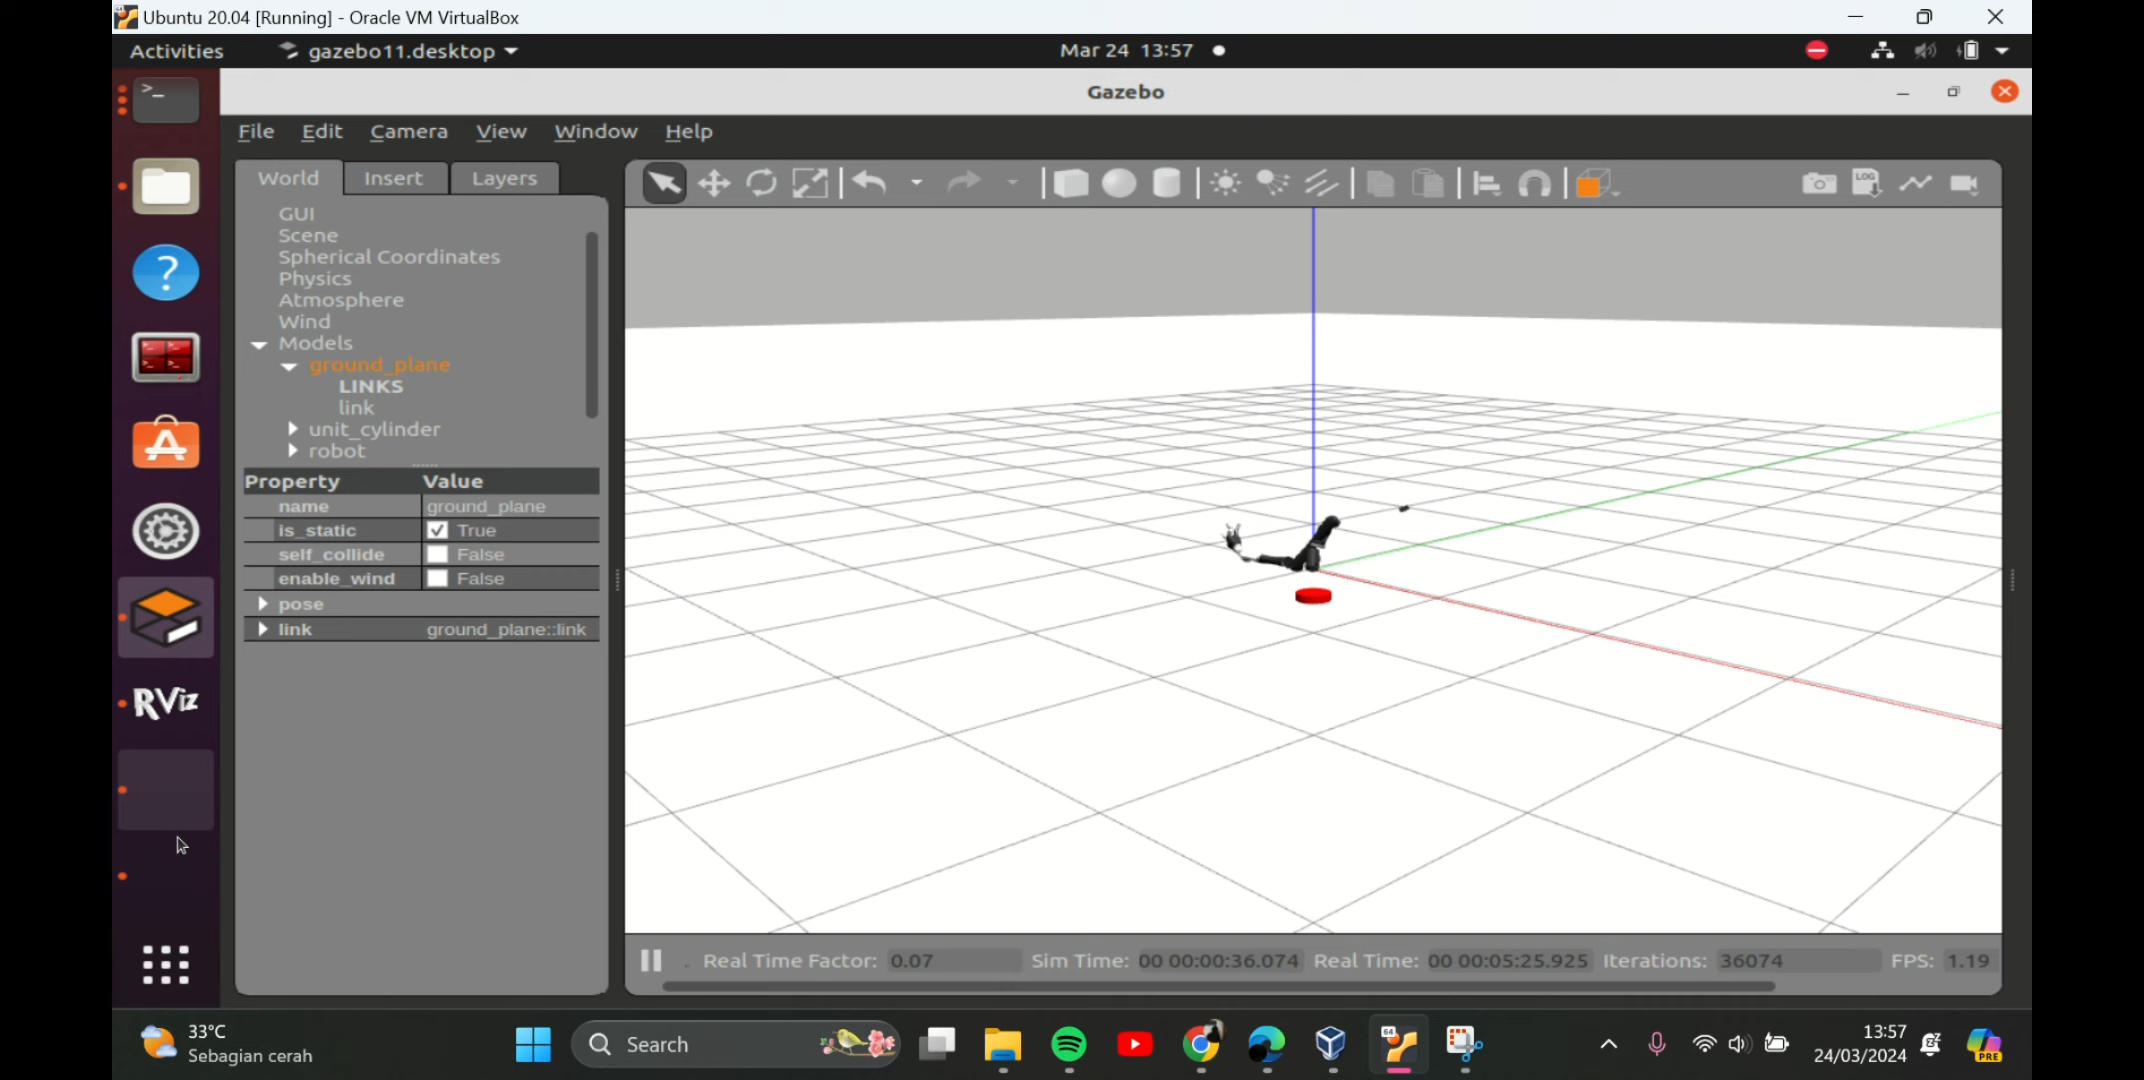 Ubuntu 20.04 [Running] - Oracle VM VirtualBox
Activities
gazebo11.desktop
Mar 24 13:57
Gazebo
File Edit Camera View Window Help
World Insert Layers
GUI
Scene
Spherical Coordinates
Physics
Atmosphere
Wind
Models
ground_plane
LINKS
link
unit_cylinder
robot
Property Value
name ground_plane
is_static True
self_collide False
enable_wind False
pose
link ground_plane::link
LOG
>_
?
RViz
Real Time Factor: 0.07 Sim Time: 00 00:00:36.074 Real Time: 00 00:05:25.925 Iterations: 36074 FPS: 1.19
33°C
Sebagian cerah
Search
64
13:57
24/03/2024
PRE